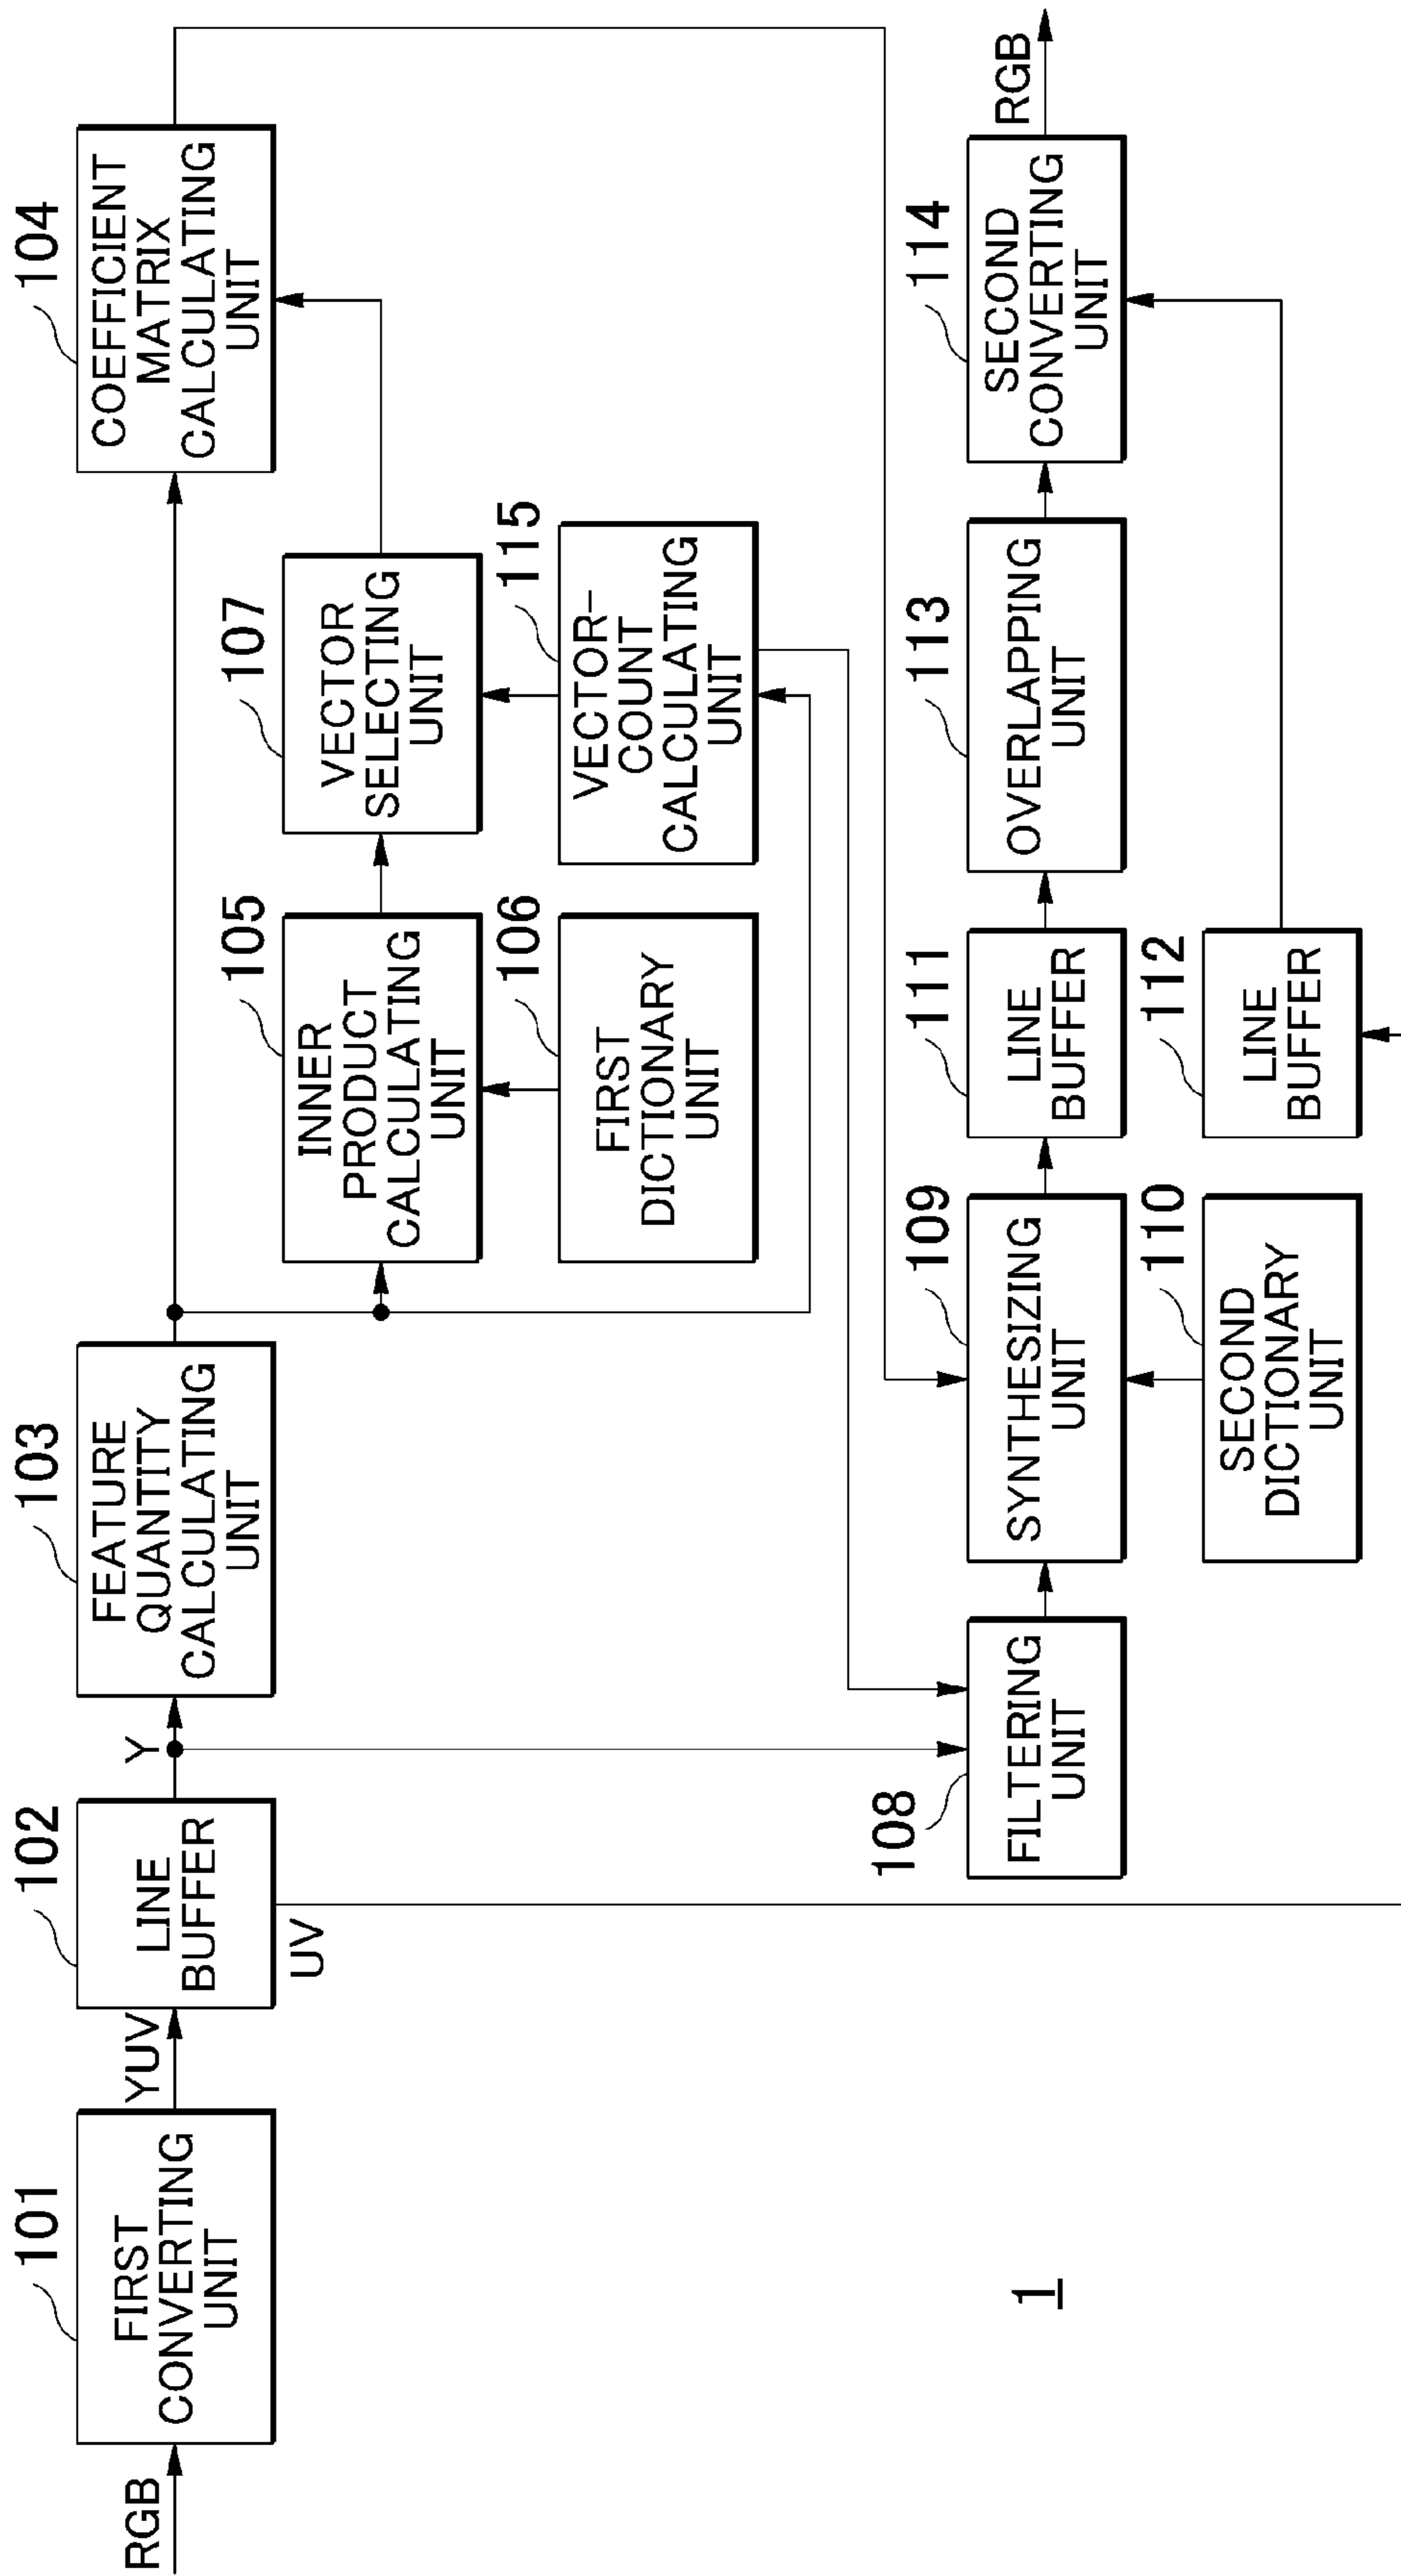 RGB
101
FIRST
CONVERTING
UNIT
YUV
102
LINE
BUFFER
Y
UV
103
FEATURE
QUANTITY
CALCULATING
UNIT
104
COEFFICIENT
MATRIX
CALCULATING
UNIT
105
INNER
PRODUCT
CALCULATING
UNIT
107
VECTOR
SELECTING
UNIT
106
FIRST
DICTIONARY
UNIT
115
VECTOR-
COUNT
CALCULATING
UNIT
108
FILTERING
UNIT
109
SYNTHESIZING
UNIT
111
LINE
BUFFER
113
OVERLAPPING
UNIT
114
SECOND
CONVERTING
UNIT
RGB
110
SECOND
DICTIONARY
UNIT
112
LINE
BUFFER
1